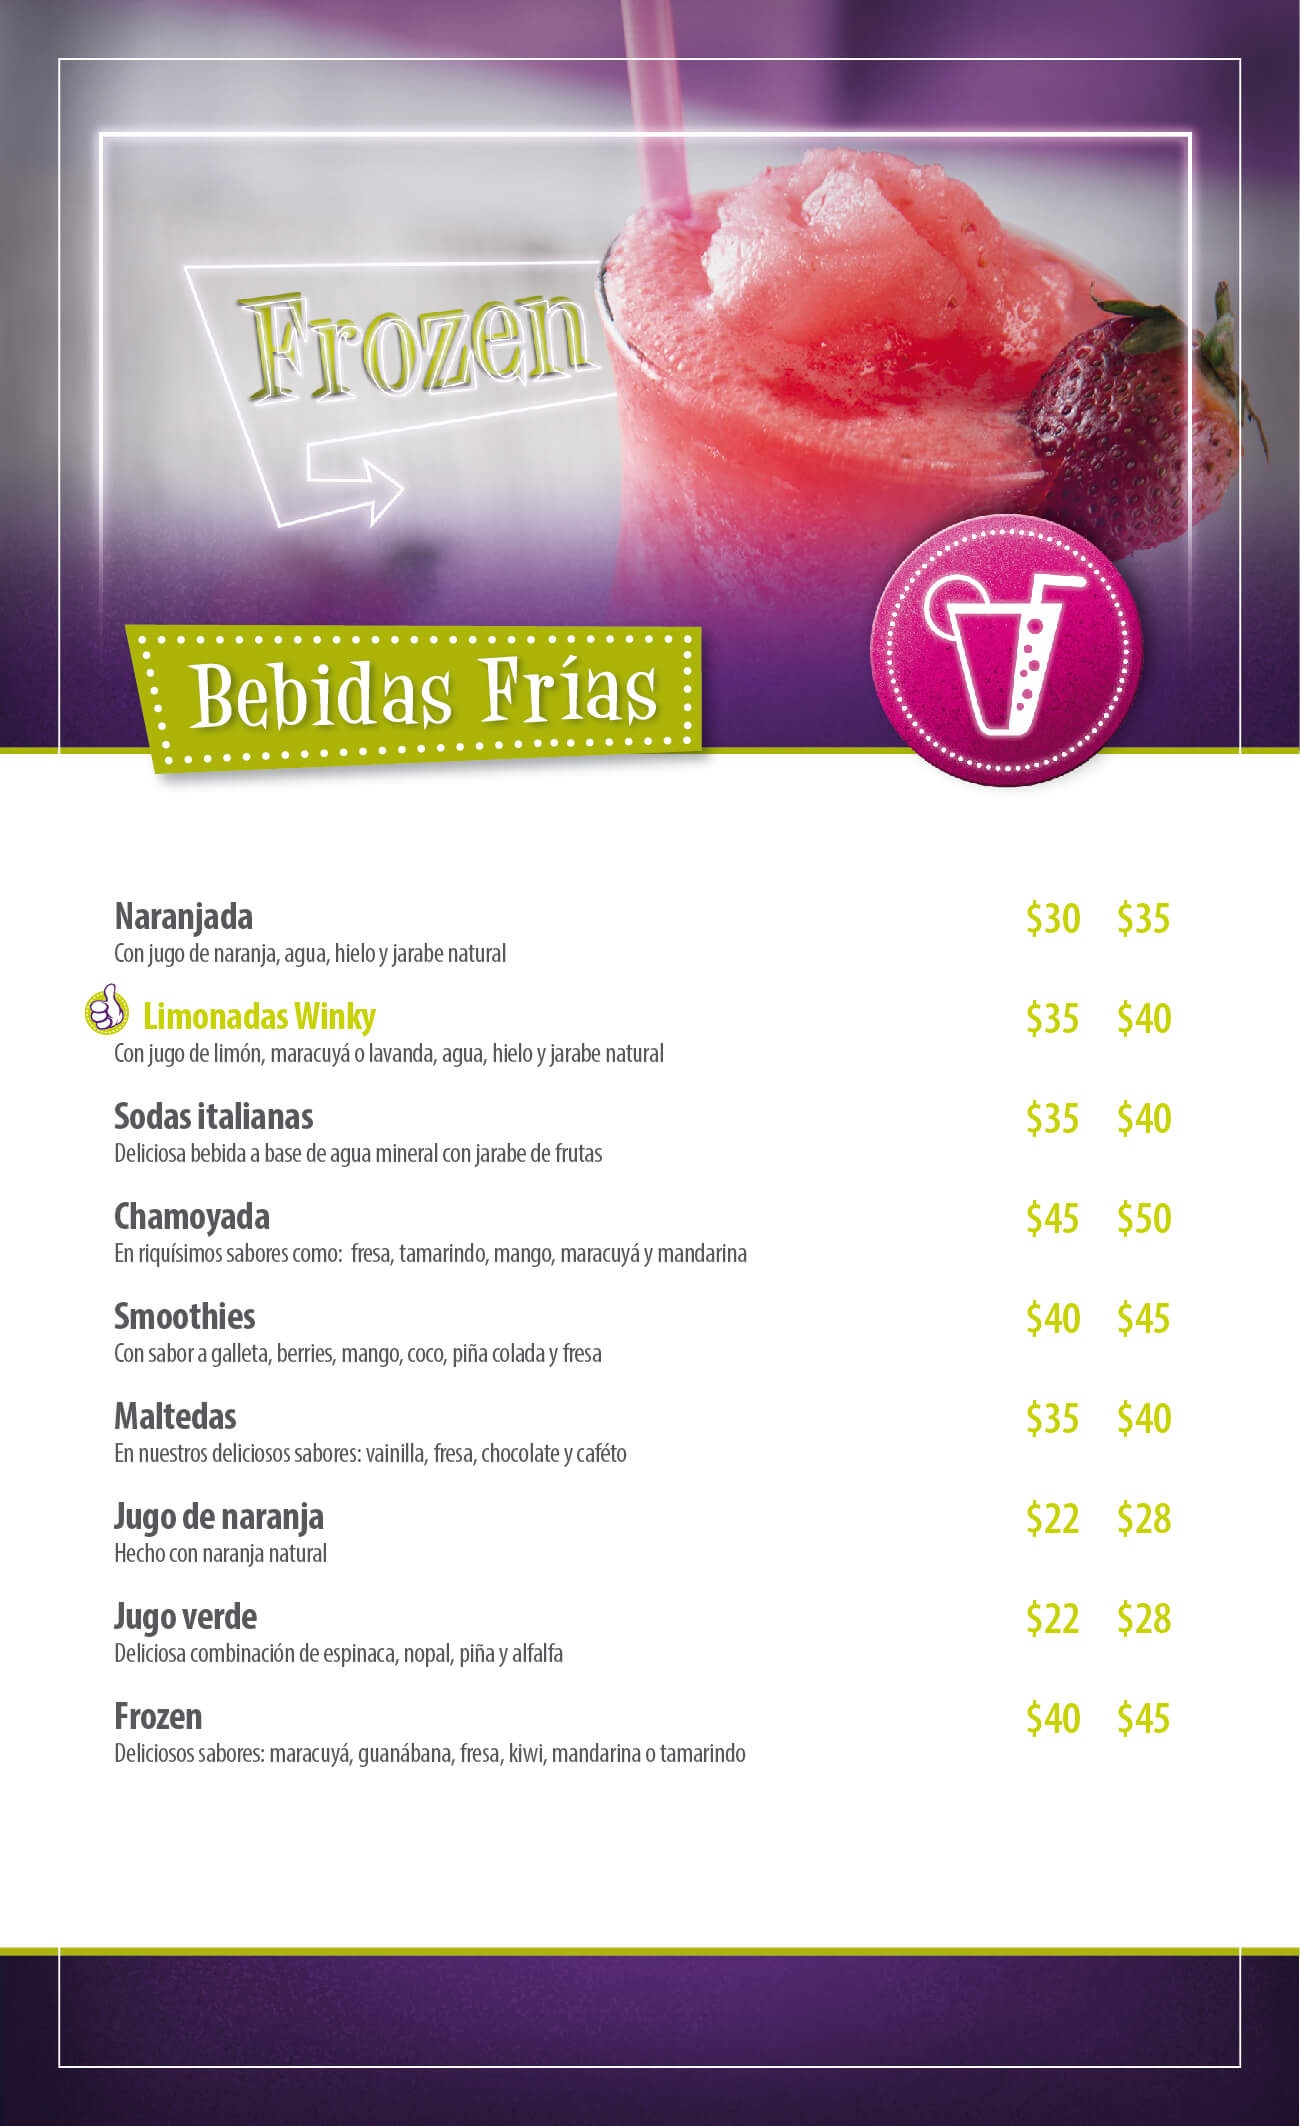 Frozen
Bebidas Frías
Naranjada $30 $35
Con jugo de naranja, agua, hielo y jarabe natural
Limonadas Winky $35 $40
Con jugo de limón, maracuyá o lavanda, agua, hielo y jarabe natural
Sodas italianas $35 $40
Deliciosa bebida a base de agua mineral con jarabe de frutas
Chamoyada $45 $50
En riquísimos sabores como: fresa, tamarindo, mango, maracuyá y mandarina
Smoothies $40 $45
Con sabor a galleta, berries, mango, coco, piña colada y fresa
Maltedas $35 $40
En nuestros deliciosos sabores: vainilla, fresa, chocolate y caféto
Jugo de naranja $22 $28
Hecho con naranja natural
Jugo verde $22 $28
Deliciosa combinación de espinaca, nopal, piña y alfalfa
Frozen $40 $45
Deliciosos sabores: maracuyá, guanábana, fresa, kiwi, mandarina o tamarindo